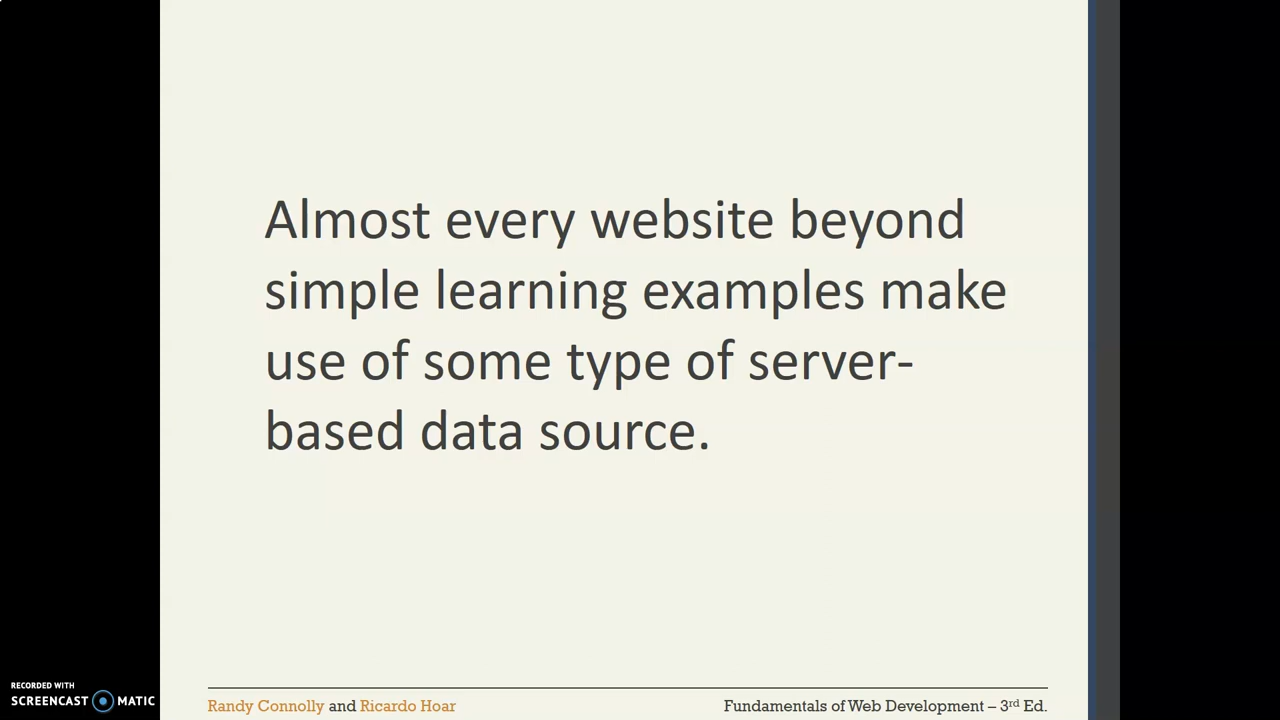 Almost every website beyond
simple learning examples make
use of some type of server-
based data source.
RECORDED WITH
SCREENCAST MATIC
Randy Connolly and Ricardo Hoar
Fundamentals of Web Development – 3rd Ed.